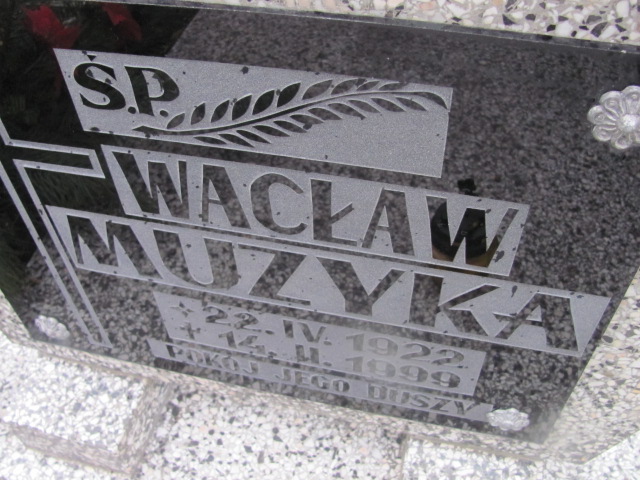 Ś.P.
WACŁAW
MUZYKA
* 22. IV. 1922
+ 14. II. 1999
POKÓJ JEGO DUSZY